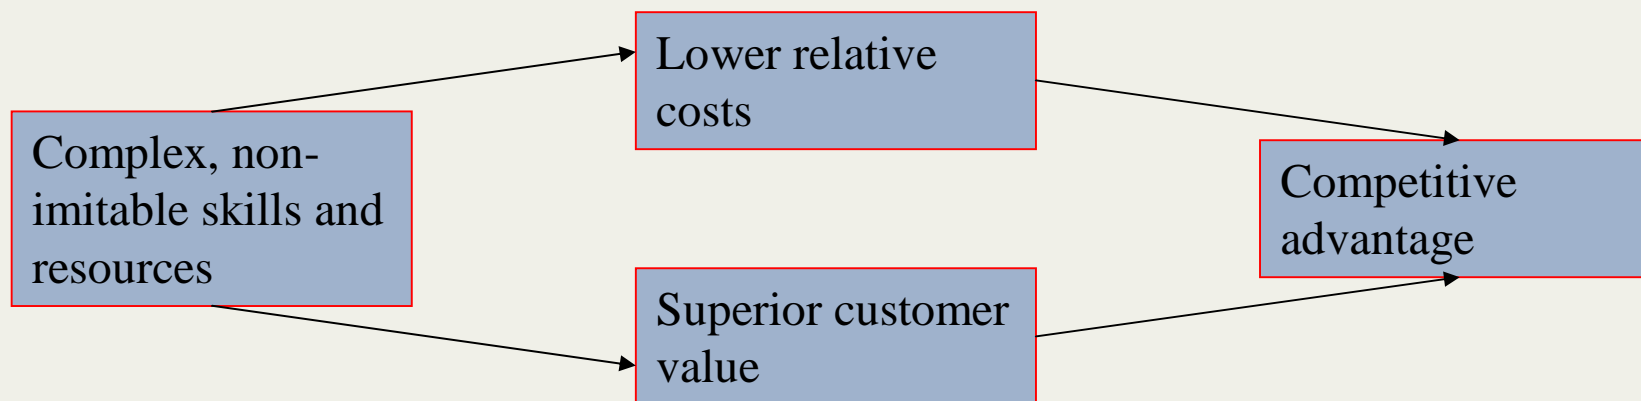 Lower relative
costs
Complex, non-
imitable skills and
resources
Competitive
advantage
Superior customer
value